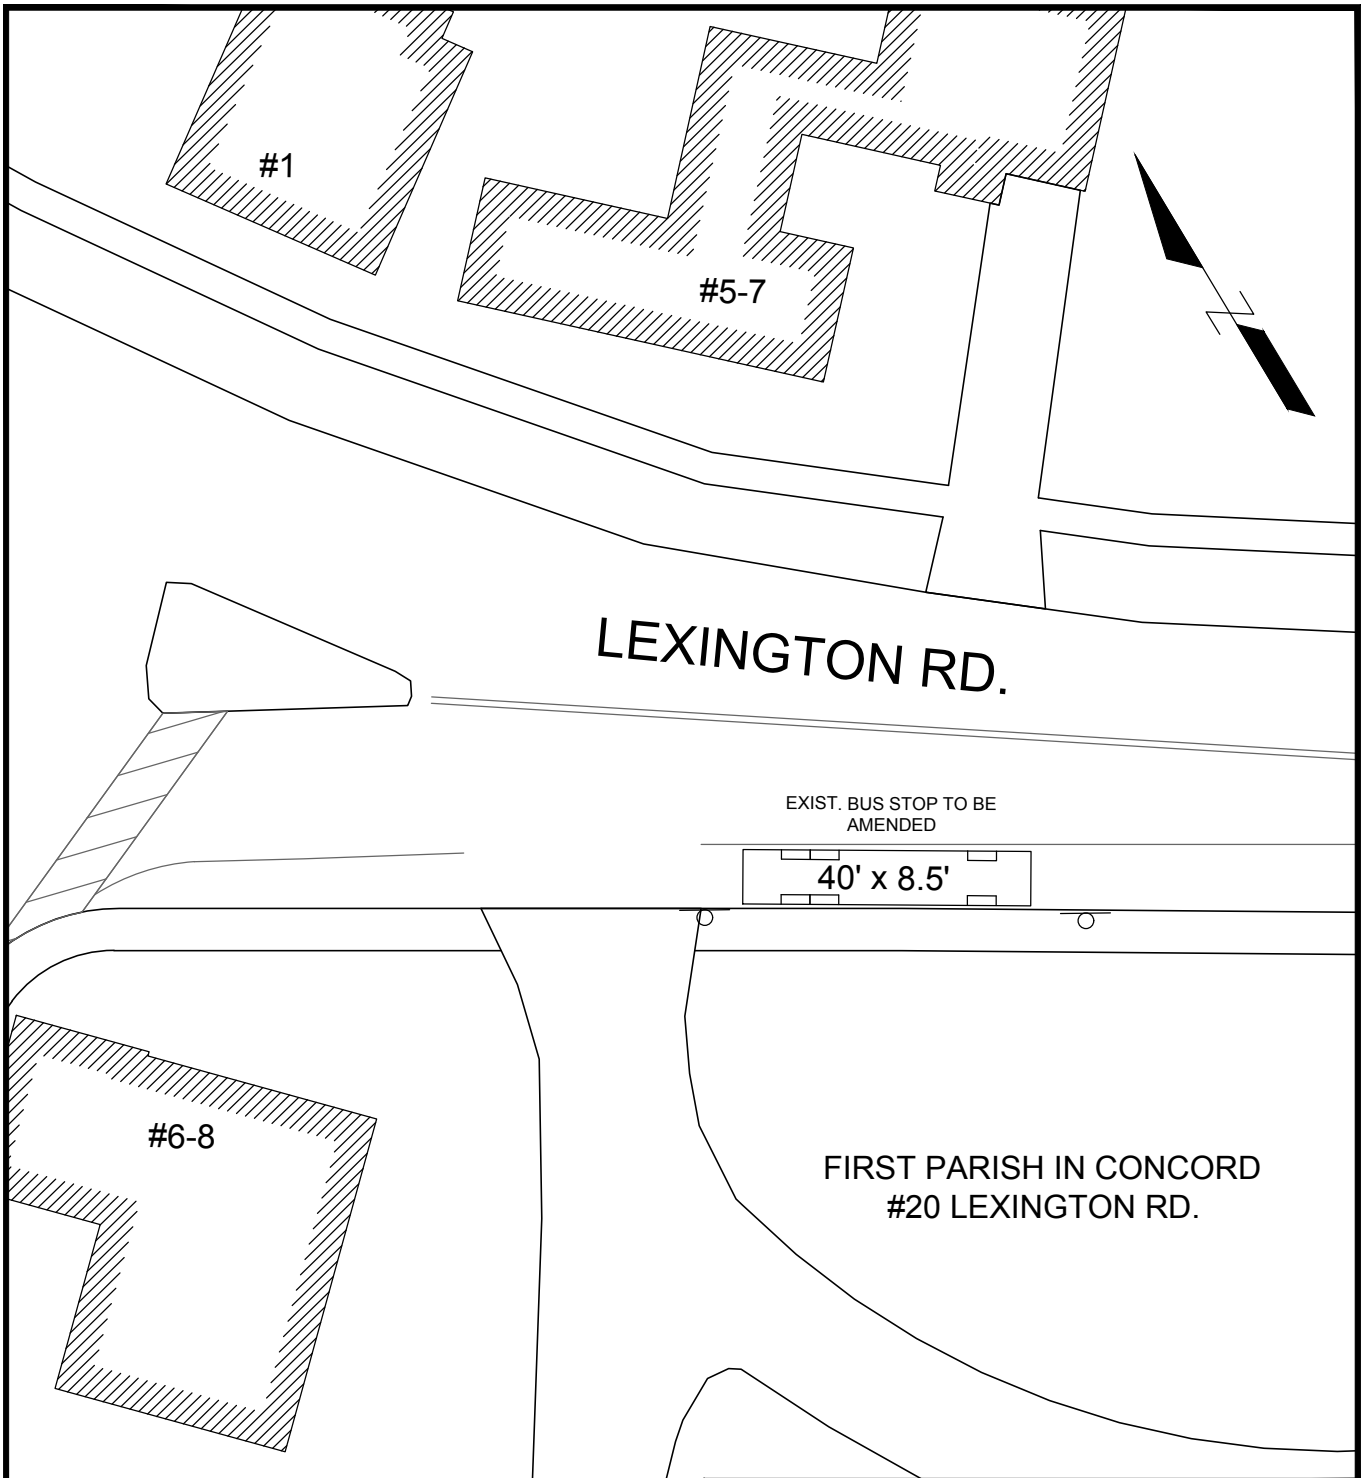 #1
#5-7
N
LEXINGTON RD.
EXIST. BUS STOP TO BE
AMENDED
40' x 8.5'
#6-8
FIRST PARISH IN CONCORD
#20 LEXINGTON RD.